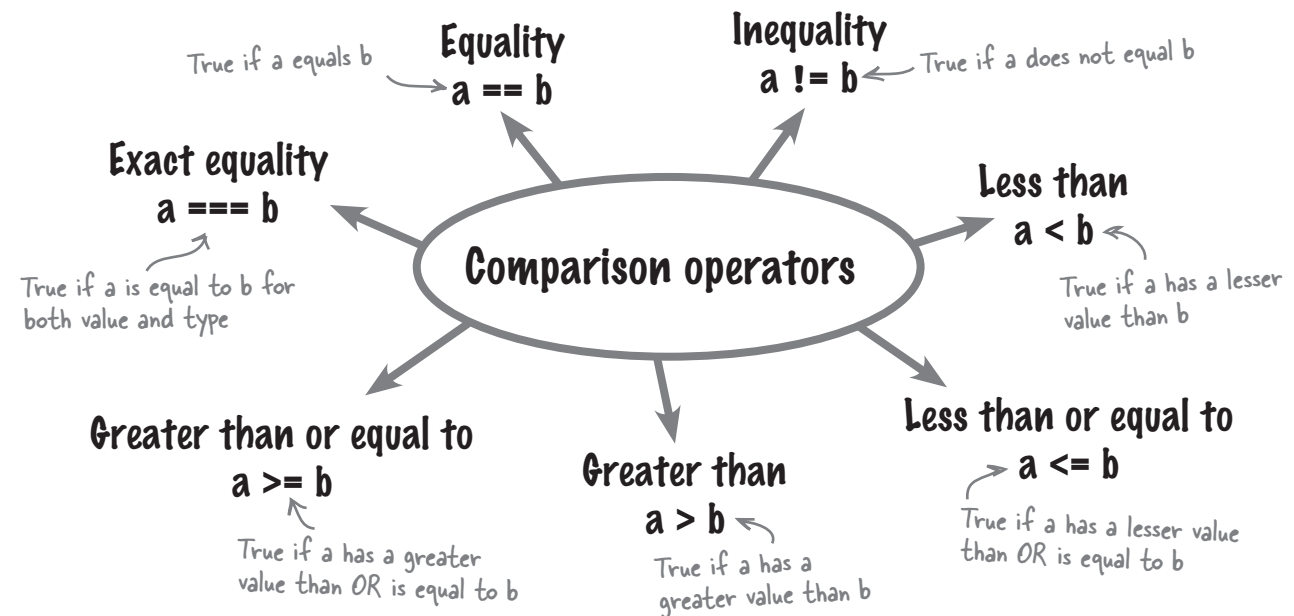 Equality
a == b
True if a equals b
Inequality
a != b
True if a does not equal b
Exact equality
a === b
True if a is equal to b for
both value and type
Comparison operators
Less than
a < b
True if a has a lesser
value than b
Greater than or equal to
a >= b
True if a has a greater
value than OR is equal to b
Greater than
a > b
True if a has a
greater value than b
Less than or equal to
a <= b
True if a has a lesser value
than OR is equal to b